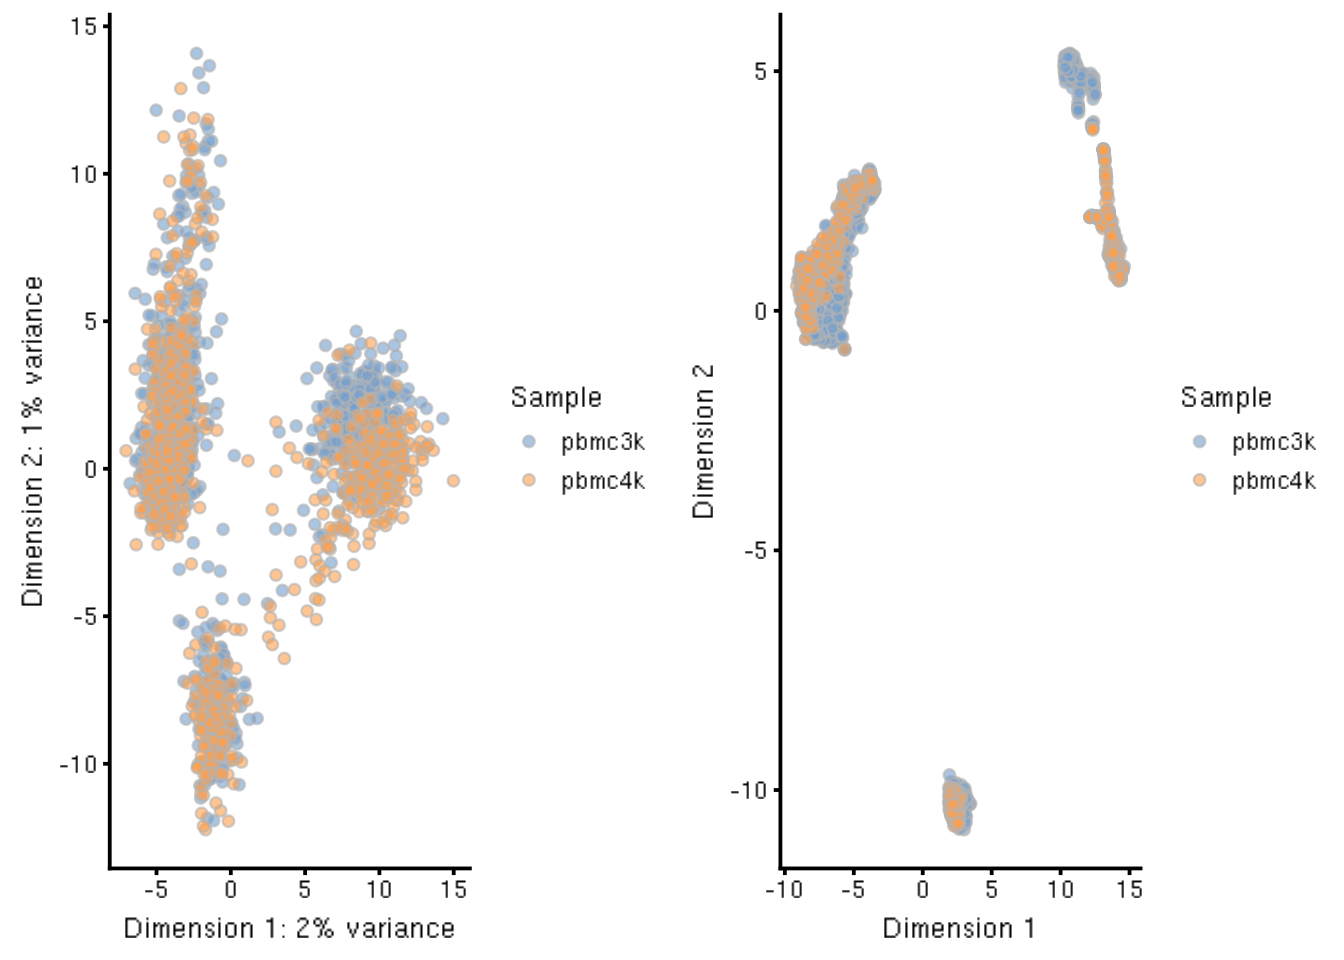 15
10
5
0
-5
-10
Dimension 2: 1% variance
-5 0 5 10 15
Dimension 1: 2% variance
Sample
pbmc3k
pbmc4k
5
0
-5
-10
Dimension 2
-10 -5 0 5 10 15
Dimension 1
Sample
pbmc3k
pbmc4k